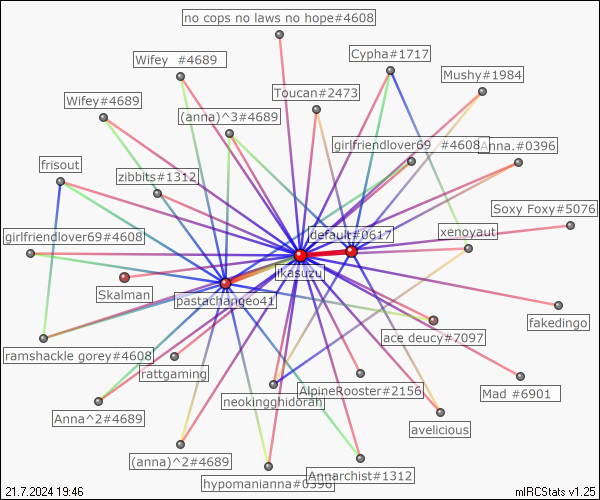 no cops no laws no hope#4608
Wifey #4689
Cypha#1717
Mushy#1984
Wifey#4689
Toucan#2473
(anna)^3#4689
girlfriendlover69 #4608
Anna.#0396
frisout
zibbits#1312
Soxy Foxy#5076
girlfriendlover69#4608
default#0617
xenoyaut
ikasuzu
Skalman
pastachangeo41
fakedingo
ramshackle gorey#4608
ace deucy#7097
rattgaming
AlpineRooster#2156
Mad #6901
Anna^2#4689
neokingghidorah
avelicious
(anna)^2#4689
hypomanianna#0396
Annarchist#1312
21.7.2024 19:46
mIRCStats v1.25